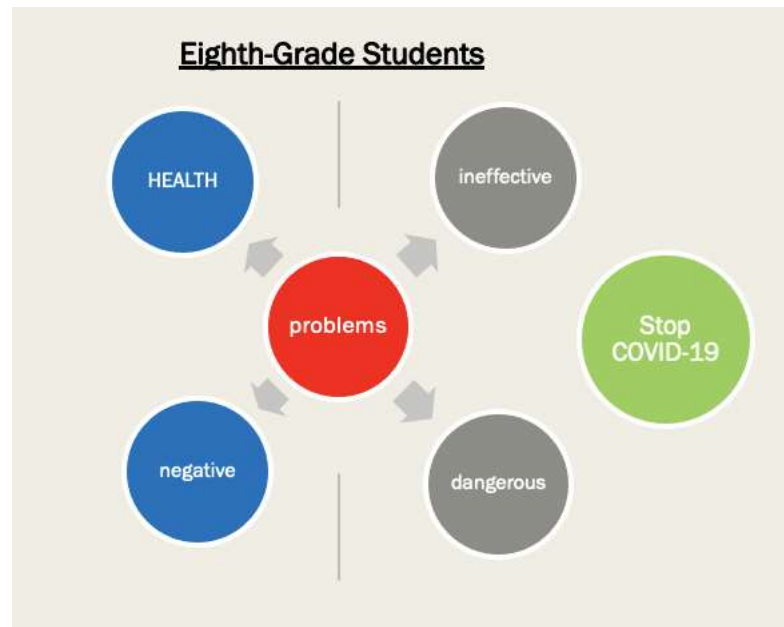 Eighth-Grade Students
HEALTH
ineffective
problems
Stop
COVID-19
negative
dangerous